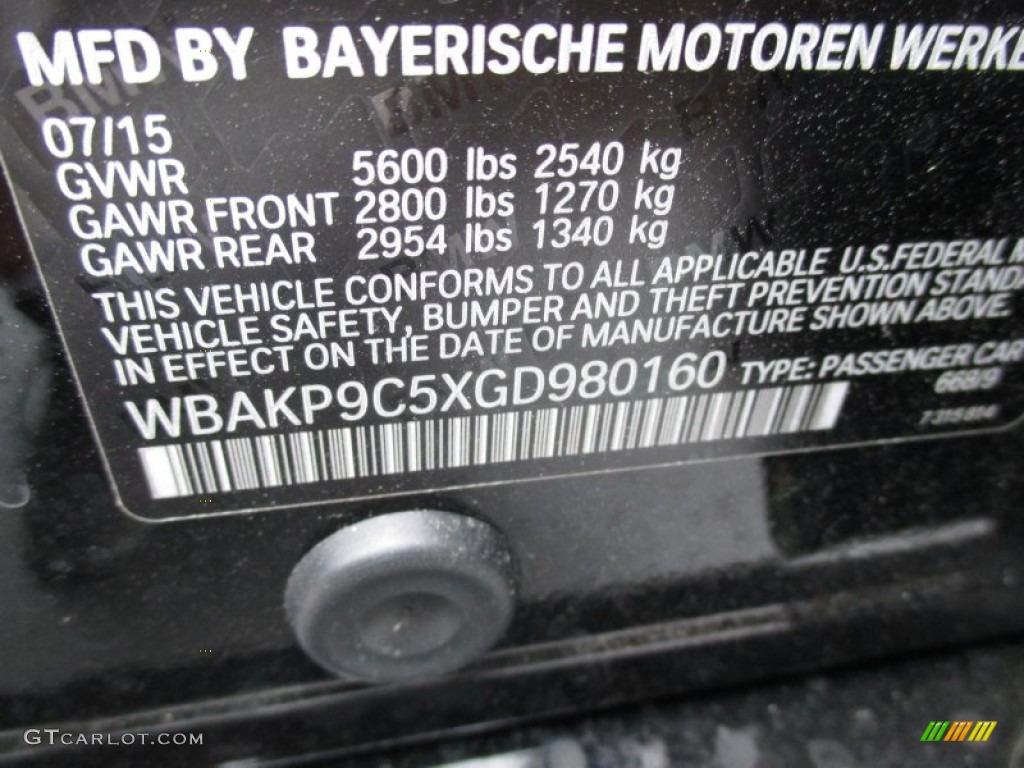 MFD BY BAYERISCHE MOTOREN WERKE
07/15
GVWR 5600 lbs 2540 kg
GAWR FRONT 2800 lbs 1270 kg
GAWR REAR 2954 lbs 1340 kg
THIS VEHICLE CONFORMS TO ALL APPLICABLE U.S.FEDERAL M
VEHICLE SAFETY, BUMPER AND THEFT PREVENTION STANDA
IN EFFECT ON THE DATE OF MANUFACTURE SHOWN ABOVE.
WBAKP9C5XGD980160 TYPE: PASSENGER CAR
668/9
GTCARLOT.COM